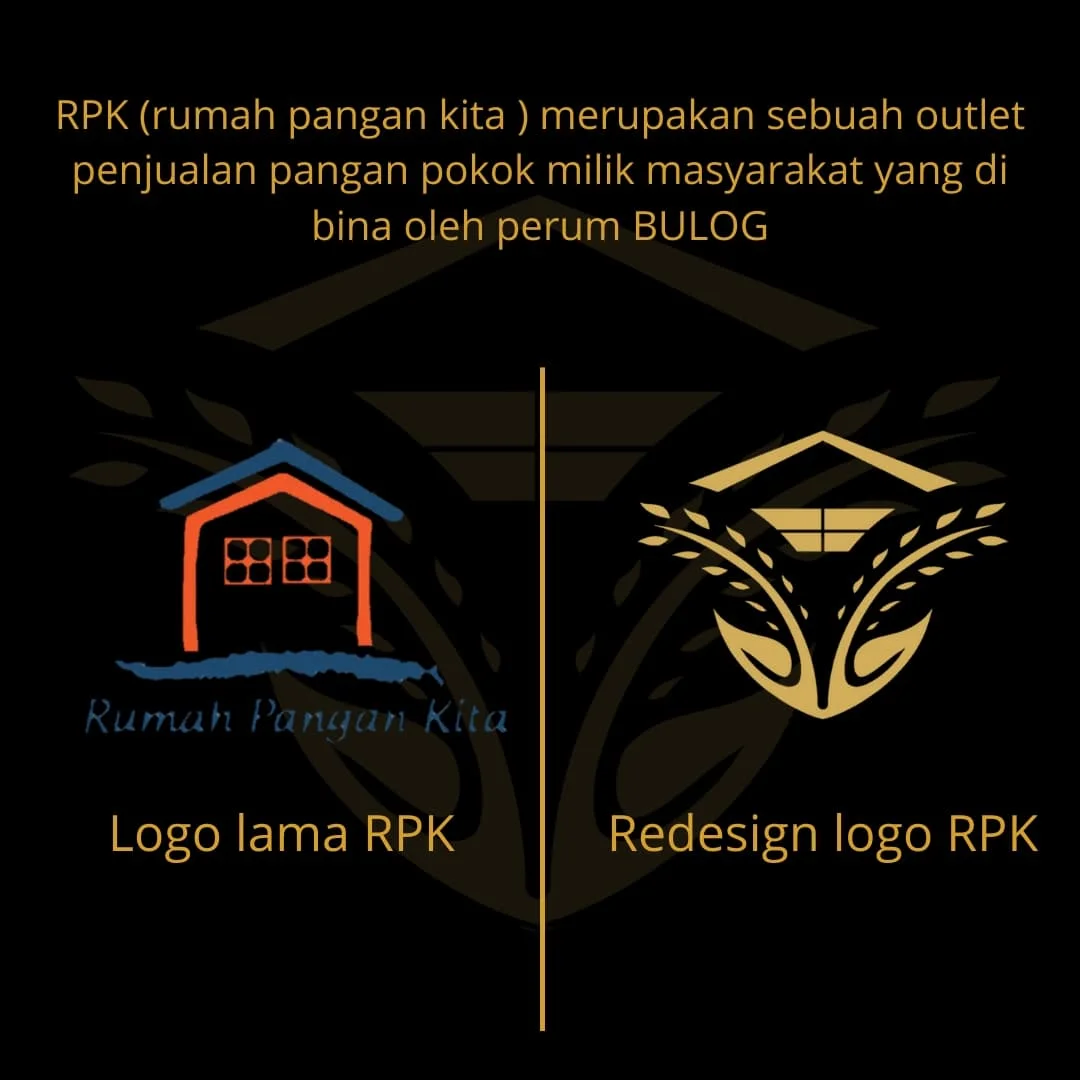 RPK (rumah pangan kita ) merupakan sebuah outlet
penjualan pangan pokok milik masyarakat yang di
bina oleh perum BULOG
Rumah Pangan Kita
Logo lama RPK
Redesign logo RPK